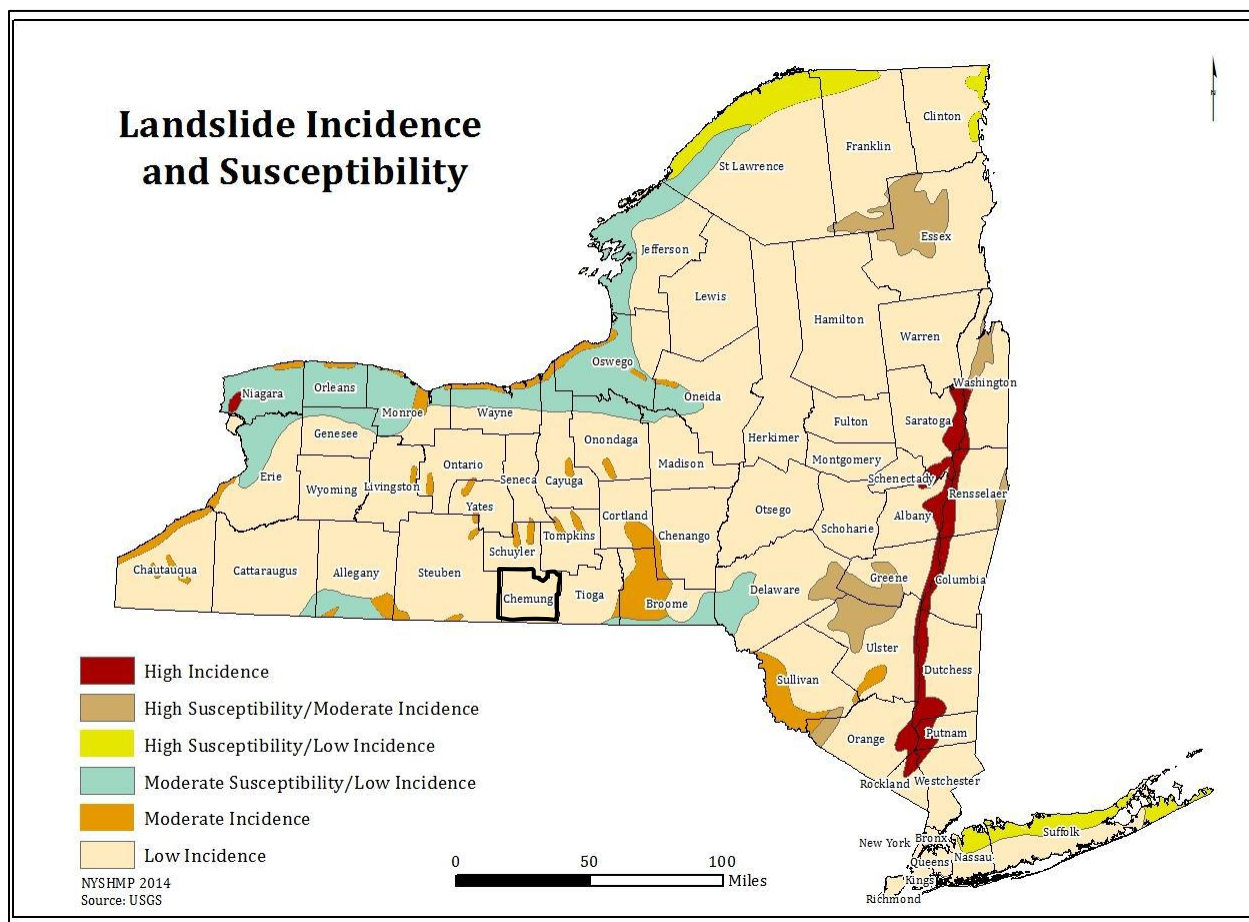 Landslide Incidence
and Susceptibility
N
Clinton
Franklin
St Lawrence
Essex
Jefferson
Lewis
Hamilton
Warren
Oswego
Washington
Niagara
Orleans
Oneida
Monroe
Wayne
Saratoga
Fulton
Genesee
Herkimer
Onondaga
Montgomery
Madison
Ontario
Erie
Seneca
Cayuga
Schenectady
Wyoming
Livingston
Rensselaer
Yates
Otsego
Cortland
Albany
Schoharie
Chenango
Tompkins
Schuyler
Chautauqua
Cattaraugus
Allegany
Steuben
Greene
Columbia
Delaware
Tioga
Chemung
Broome
Ulster
Dutchess
Sullivan
Putnam
Orange
Rockland
Westchester
Suffolk
New York
Bronx
Nassau
Queens
Kings
Richmond
High Incidence
High Susceptibility/Moderate Incidence
High Susceptibility/Low Incidence
Moderate Susceptibility/Low Incidence
Moderate Incidence
Low Incidence
0 50 100
Miles
NYSHMP 2014
Source: USGS